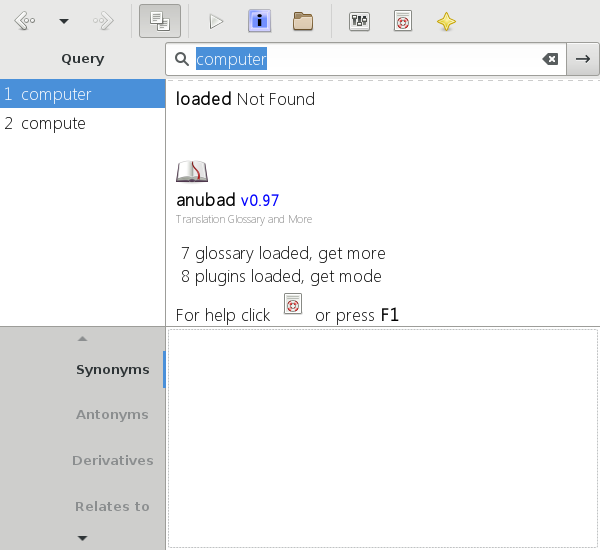 Query
computer
1 computer
2 compute
loaded Not Found
anubad v0.97
Translation Glossary and More
7 glossary loaded, get more
8 plugins loaded, get mode
For help click or press F1
Synonyms
Antonyms
Derivatives
Relates to